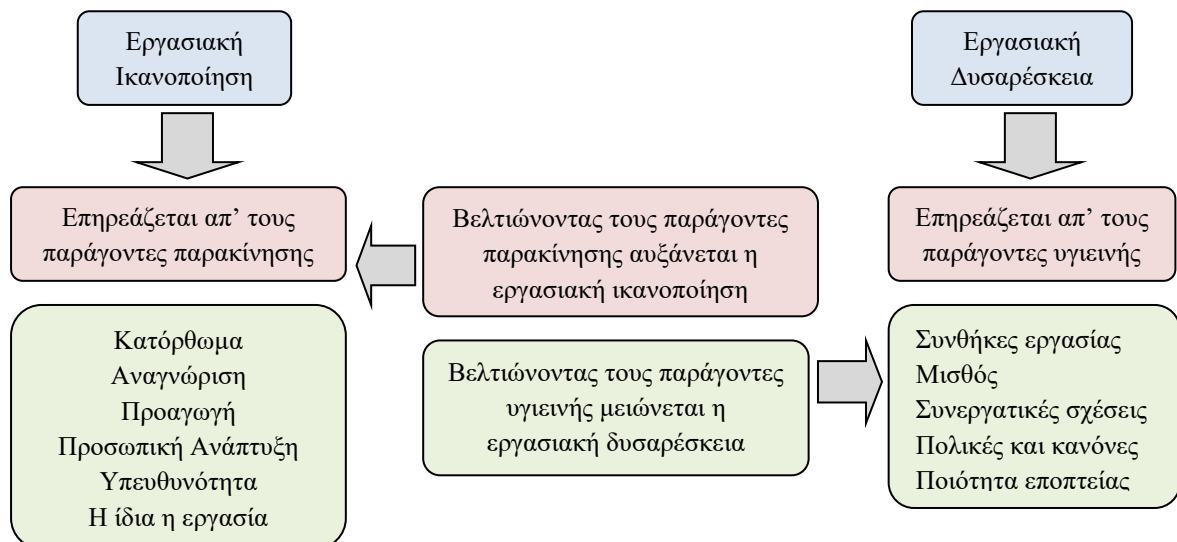 Εργασιακή
Ικανοποίηση
Εργασιακή
Δυσαρέσκεια
Επηρεάζεται απ’ τους
παράγοντες παρακίνησης
Βελτιώνοντας τους παράγοντες
παρακίνησης αυξάνεται η
εργασιακή ικανοποίηση
Επηρεάζεται απ’ τους
παράγοντες υγιεινής
Κατόρθωμα
Αναγνώριση
Προαγωγή
Προσωπική Ανάπτυξη
Υπευθυνότητα
Η ίδια η εργασία
Βελτιώνοντας τους παράγοντες
υγιεινής μειώνεται η
εργασιακή δυσαρέσκεια
Συνθήκες εργασίας
Μισθός
Συνεργατικές σχέσεις
Πολικές και κανόνες
Ποιότητα εποπτείας